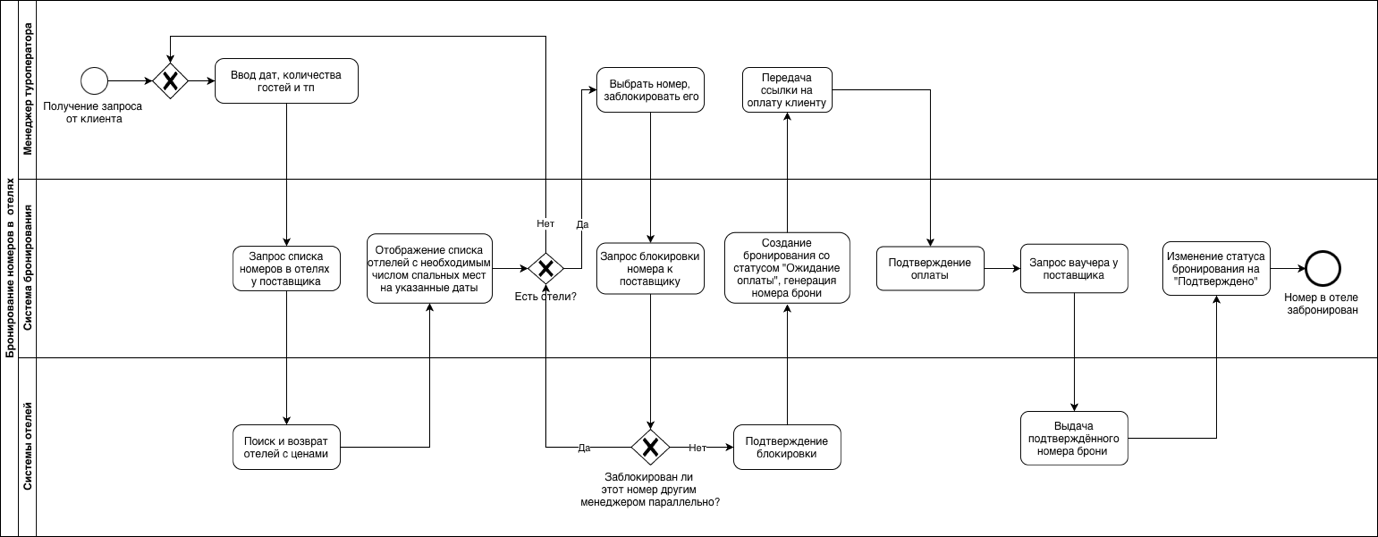 Бронирование номеров в отелях
Менеджер туроператора
Получение запроса
от клиента
Ввод дат, количества
гостей и тп
Выбрать номер,
заблокировать его
Передача
ссылки на
оплату клиенту
Система бронирования
Запрос списка
номеров в отелях
у поставщика
Отображение списка
отлелей с необходимым
числом спальных мест
на указанные даты
Нет
Да
Есть отели?
Запрос блокировки
номера к
поставщику
Создание
бронирования со
статусом "Ожидание
оплаты", генерация
номера брони
Подтверждение
оплаты
Запрос ваучера у
поставщика
Изменение статуса
бронирования на
"Подтверждено"
Номер в отеле
забронирован
Системы отелей
Поиск и возврат
отелей с ценами
Да
Нет
Заблокирован ли
этот номер другим
менеджером параллельно?
Подтверждение
блокировки
Выдача
подтверждённого
номера брони